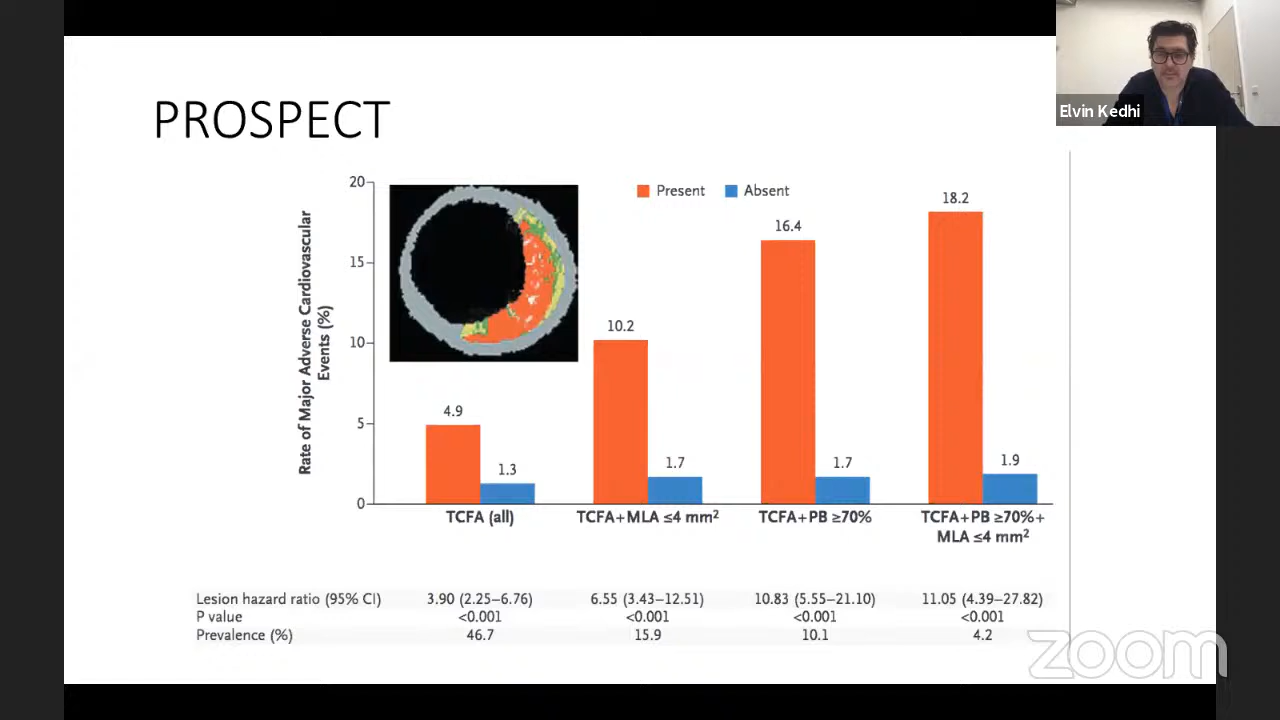 PROSPECT
Elvin Kedhi
Present
Absent
Rate of Major Adverse Cardiovascular
Events (%)
20
15
10
5
0
4.9
1.3
10.2
1.7
16.4
1.7
18.2
1.9
TCFA (all)
TCFA+MLA ≤4 mm²
TCFA+PB ≥70%
TCFA+PB ≥70%+
MLA ≤4 mm²
Lesion hazard ratio (95% CI) 3.90 (2.25–6.76) 6.55 (3.43–12.51) 10.83 (5.55–21.10) 11.05 (4.39–27.82)
P value <0.001 <0.001 <0.001 <0.001
Prevalence (%) 46.7 15.9 10.1 4.2
zoom